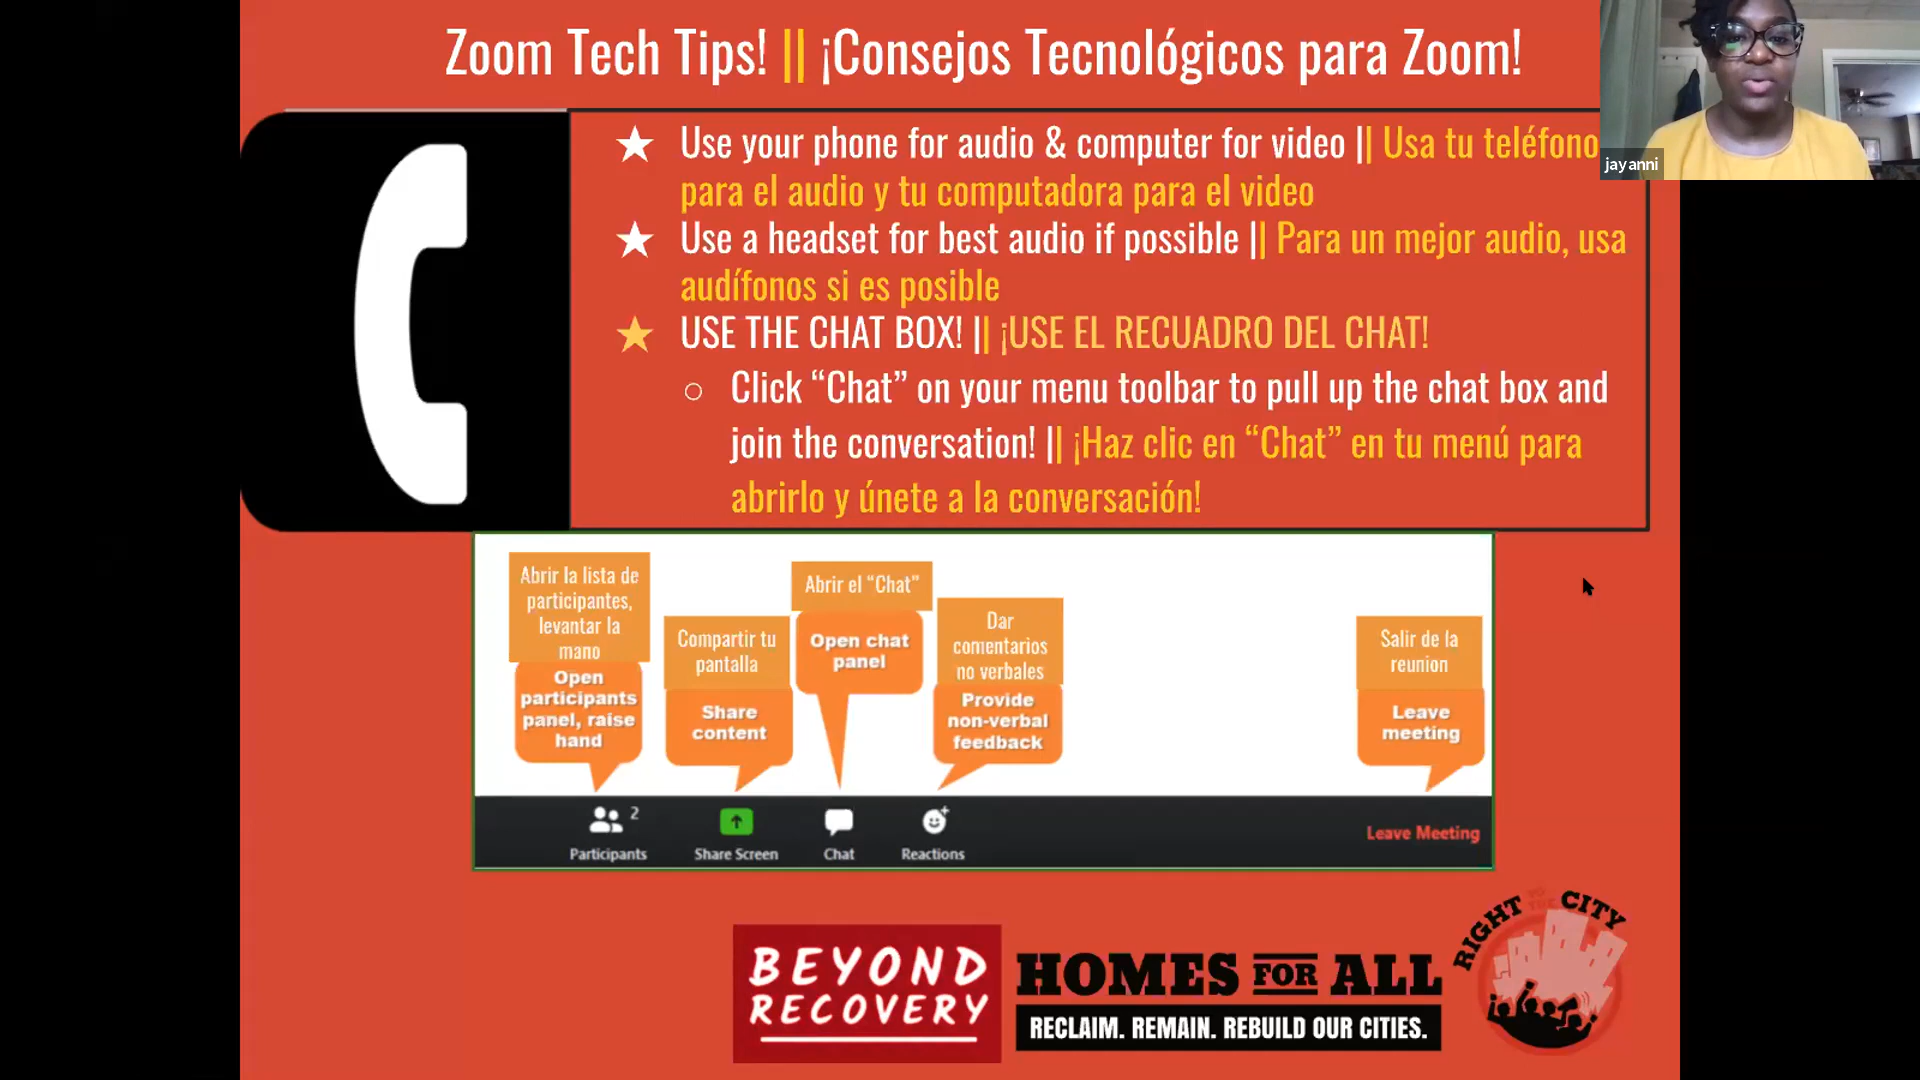 Zoom Tech Tips! || ¡Consejos Tecnológicos para Zoom!
jayanni
★ Use your phone for audio & computer for video || Usa tu teléfono
para el audio y tu computadora para el video
★ Use a headset for best audio if possible || Para un mejor audio, usa
audífonos si es posible
★ USE THE CHAT BOX! || ¡USE EL RECUADRO DEL CHAT!
○ Click “Chat” on your menu toolbar to pull up the chat box and
join the conversation! || ¡Haz clic en “Chat” en tu menú para
abrirlo y únete a la conversación!
Abrir la lista de
participantes,
levantar la
mano
Open
participants
panel, raise
hand
Compartir tu
pantalla
Share
content
Abrir el “Chat”
Open chat
panel
Dar
comentarios
no verbales
Provide
non-verbal
feedback
Salir de la
reunion
Leave
meeting
2
Participants
Share Screen
Chat
Reactions
Leave Meeting
BEYOND
RECOVERY
HOMES FOR ALL
RECLAIM. REMAIN. REBUILD OUR CITIES.
RIGHT TO THE CITY